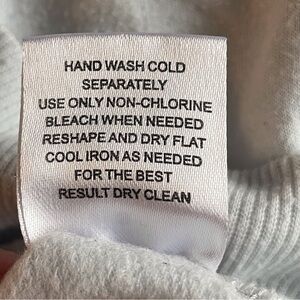 HAND WASH COLD
SEPARATELY
USE ONLY NON-CHLORINE
BLEACH WHEN NEEDED
RESHAPE AND DRY FLAT
COOL IRON AS NEEDED
FOR THE BEST
RESULT DRY CLEAN